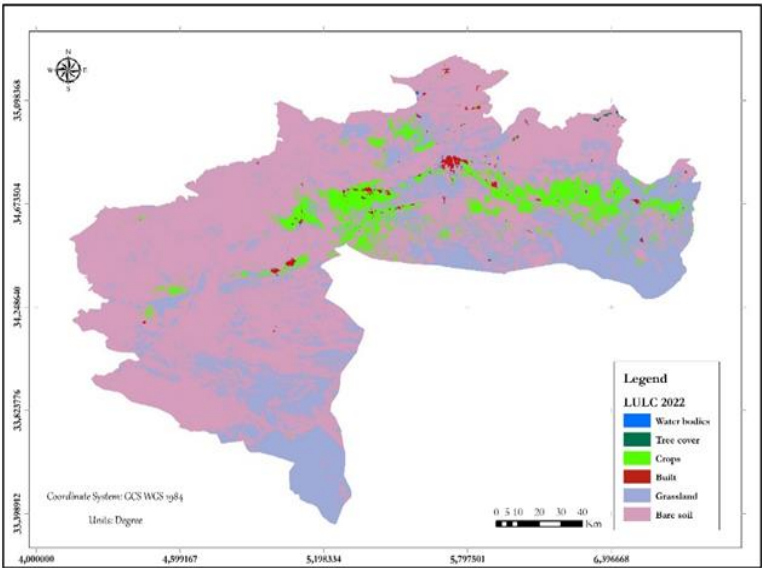 N
W E
S
35,098368
34,673504
34,248640
33,823776
33,398912
Legend
LULC 2022
Water bodies
Tree cover
Crops
Built
Grassland
Bare soil
Coordinate System: GCS WGS 1984
Units: Degree
0 5 10 20 30 40
Km
4,000000 4,599167 5,198334 5,797501 6,396668